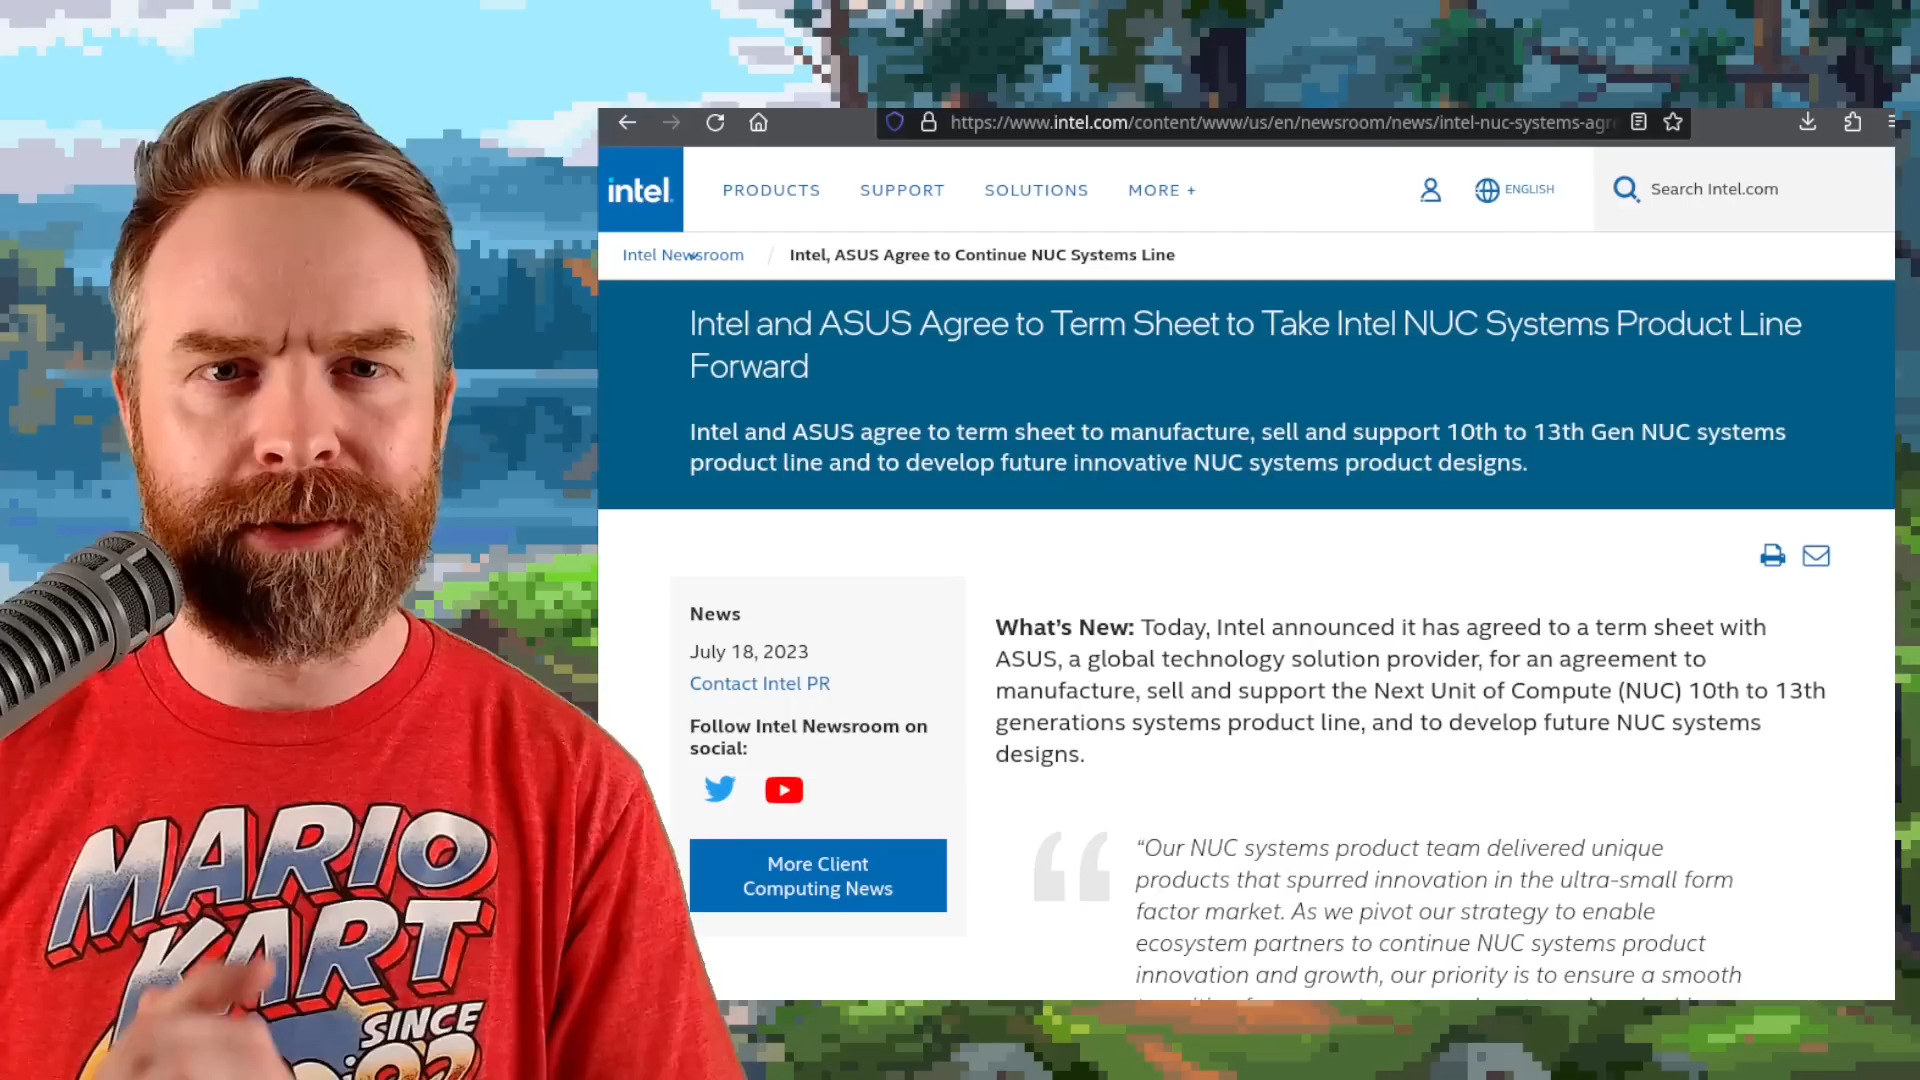 https://www.intel.com/content/www/us/en/newsroom/news/intel-nuc-systems-agr
intel.
PRODUCTS SUPPORT SOLUTIONS MORE +
ENGLISH
Search Intel.com
Intel Newsroom / Intel, ASUS Agree to Continue NUC Systems Line
Intel and ASUS Agree to Term Sheet to Take Intel NUC Systems Product Line
Forward
Intel and ASUS agree to term sheet to manufacture, sell and support 10th to 13th Gen NUC systems
product line and to develop future innovative NUC systems product designs.
News
July 18, 2023
Contact Intel PR
Follow Intel Newsroom on
social:
More Client
Computing News
What’s New: Today, Intel announced it has agreed to a term sheet with
ASUS, a global technology solution provider, for an agreement to
manufacture, sell and support the Next Unit of Compute (NUC) 10th to 13th
generations systems product line, and to develop future NUC systems
designs.
“Our NUC systems product team delivered unique
products that spurred innovation in the ultra-small form
factor market. As we pivot our strategy to enable
ecosystem partners to continue NUC systems product
innovation and growth, our priority is to ensure a smooth
MARIO
KART
SINCE